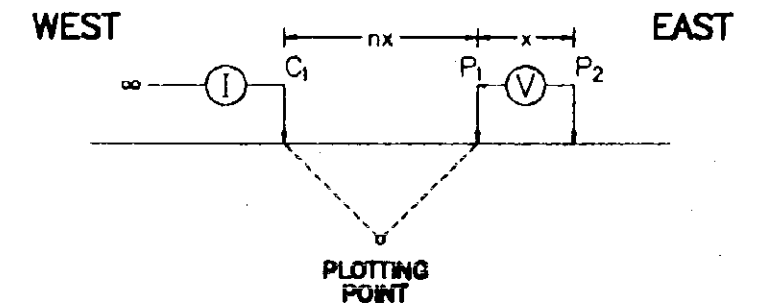 WEST
EAST
nx
x
∞
I
C₁
P₁
V
P₂
PLOTTING
POINT